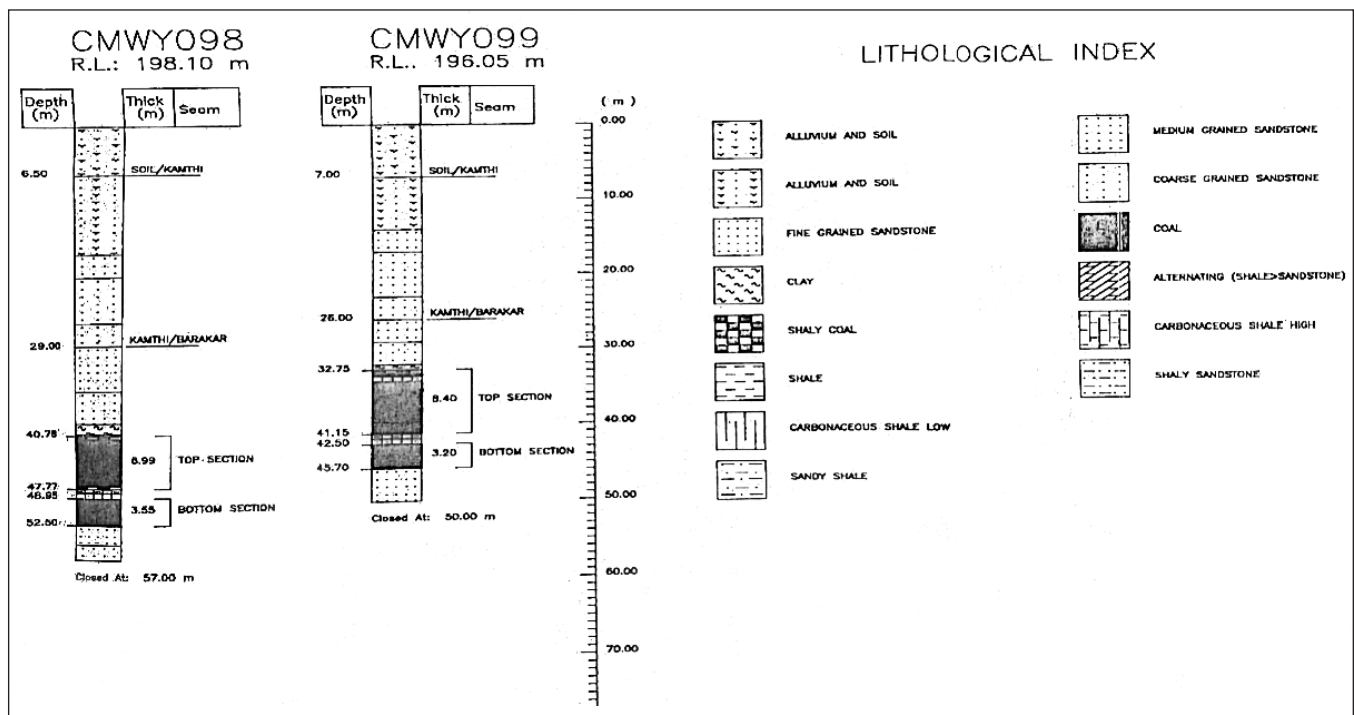 CMWY098
R.L.: 198.10 m
Depth (m)
Thick (m)
Seam
6.50
SOIL/KAMTHI
29.00
KAMTHI/BARAKAR
40.78
6.99
TOP-SECTION
47.77
48.95
3.55
BOTTOM SECTION
52.50
Closed At: 57.00 m
CMWY099
R.L.. 196.05 m
Depth (m)
Thick (m)
Seam
7.00
SOIL/KAMTHI
26.00
KAMTHI/BARAKAR
32.75
8.40
TOP SECTION
41.15
42.50
3.20
BOTTOM SECTION
45.70
Closed At: 50.00 m
(m)
0.00
10.00
20.00
30.00
40.00
50.00
60.00
70.00
LITHOLOGICAL INDEX
ALLUVIUM AND SOIL
ALLUVIUM AND SOIL
FINE GRAINED SANDSTONE
CLAY
SHALY COAL
SHALE
CARBONACEOUS SHALE LOW
SANDY SHALE
MEDIUM GRAINED SANDSTONE
COARSE GRAINED SANDSTONE
COAL
ALTERNATING (SHALE>SANDSTONE)
CARBONACEOUS SHALE HIGH
SHALY SANDSTONE